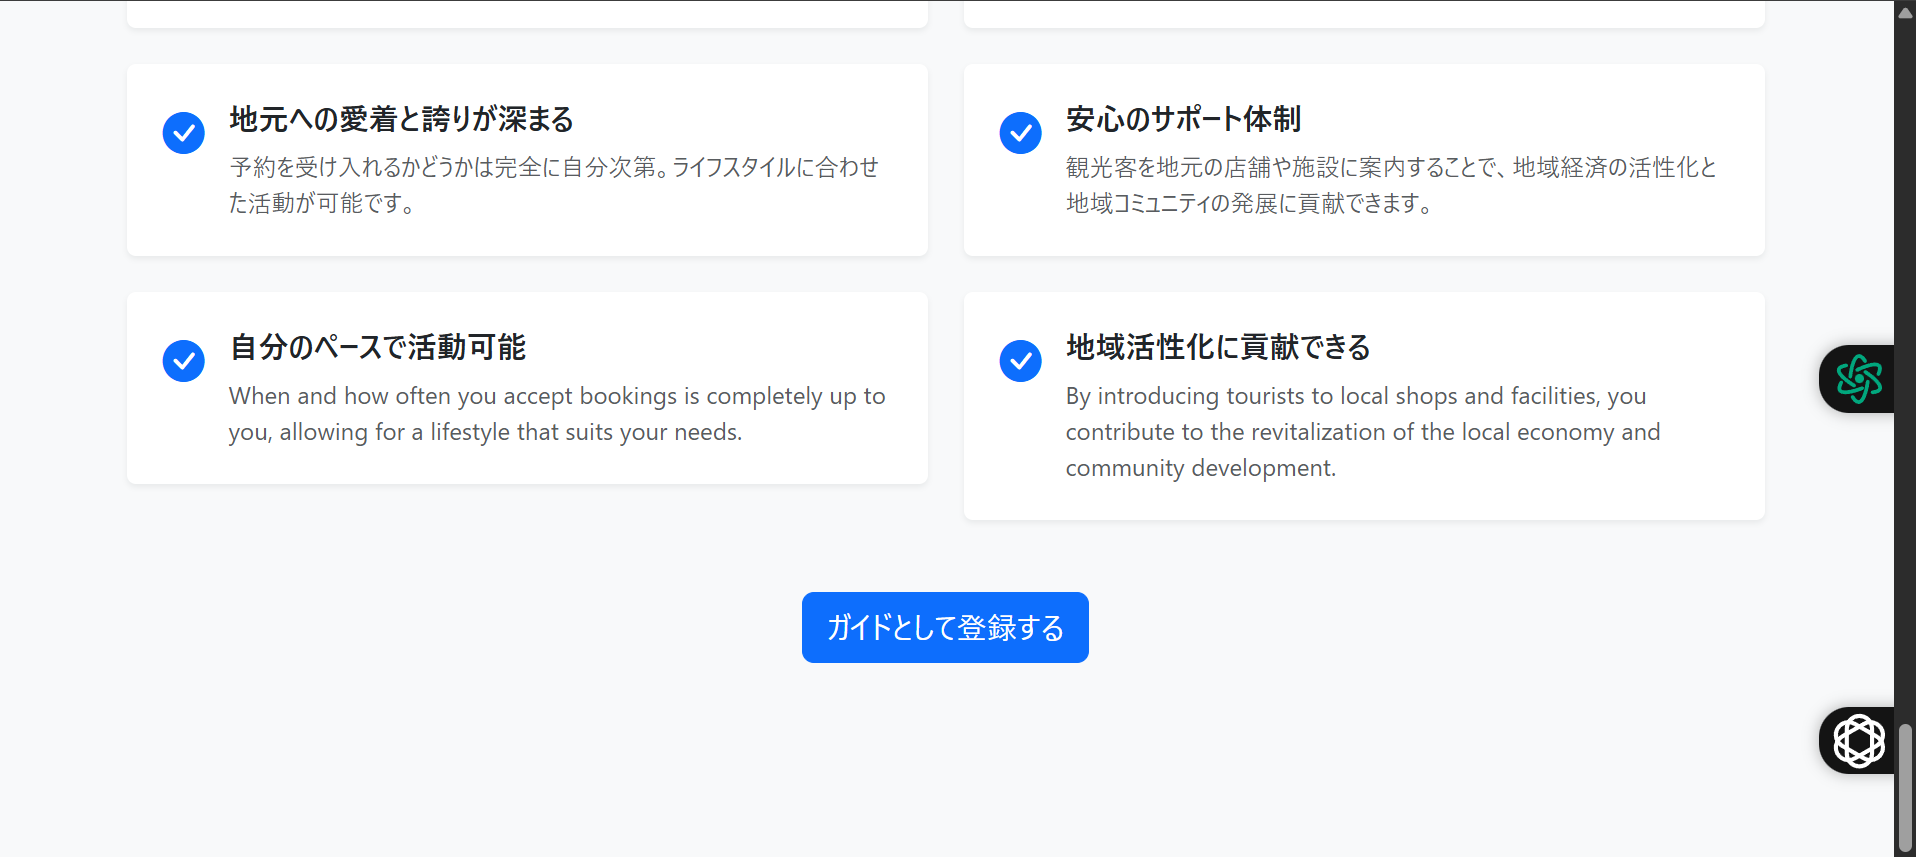 地元への愛着と誇りが深まる
予約を受け入れるかどうかは完全に自分次第。ライフスタイルに合わせ
た活動が可能です。
安心のサポート体制
観光客を地元の店舗や施設に案内することで、地域経済の活性化と
地域コミュニティの発展に貢献できます。
自分のペースで活動可能
When and how often you accept bookings is completely up to
you, allowing for a lifestyle that suits your needs.
地域活性化に貢献できる
By introducing tourists to local shops and facilities, you
contribute to the revitalization of the local economy and
community development.
ガイドとして登録する